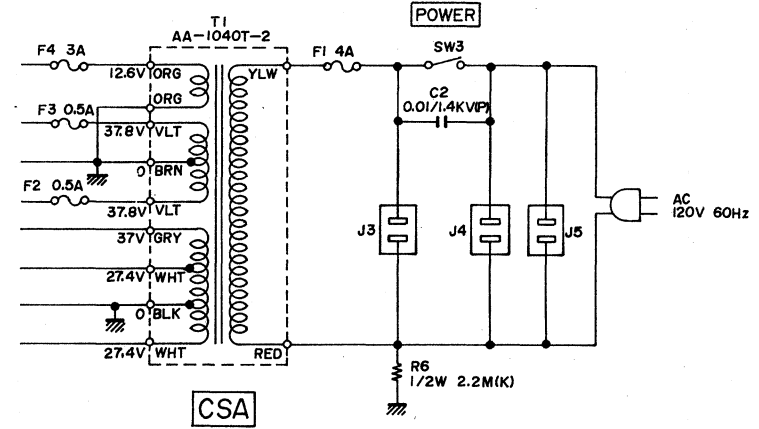 POWER
T1
AA-1040T-2
F4 3A
F1 4A
SW3
12.6V
ORG
YLW
ORG
C2
0.01/1.4KV(P)
F3 0.5A
37.8V
VLT
0
BRN
F2 0.5A
AC
120V 60Hz
37.8V
VLT
J3
J4
J5
37V
GRY
27.4V
WHT
0
BLK
27.4V
WHT
RED
R6
1/2W 2.2M(K)
CSA